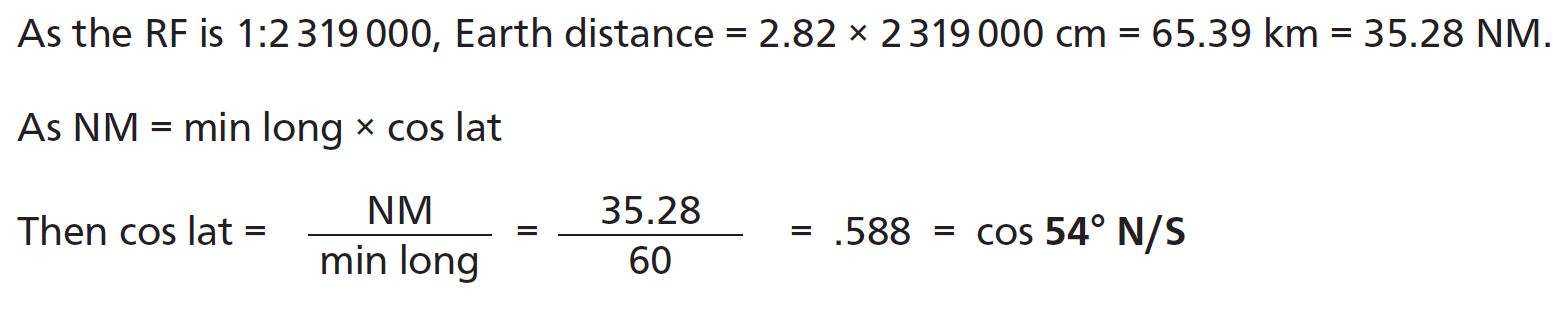 As the RF is 1:2 319 000, Earth distance = 2.82 × 2 319 000 cm = 65.39 km = 35.28 NM.
As NM = min long × cos lat
Then cos lat = NM / min long = 35.28 / 60 = .588 = cos 54° N/S